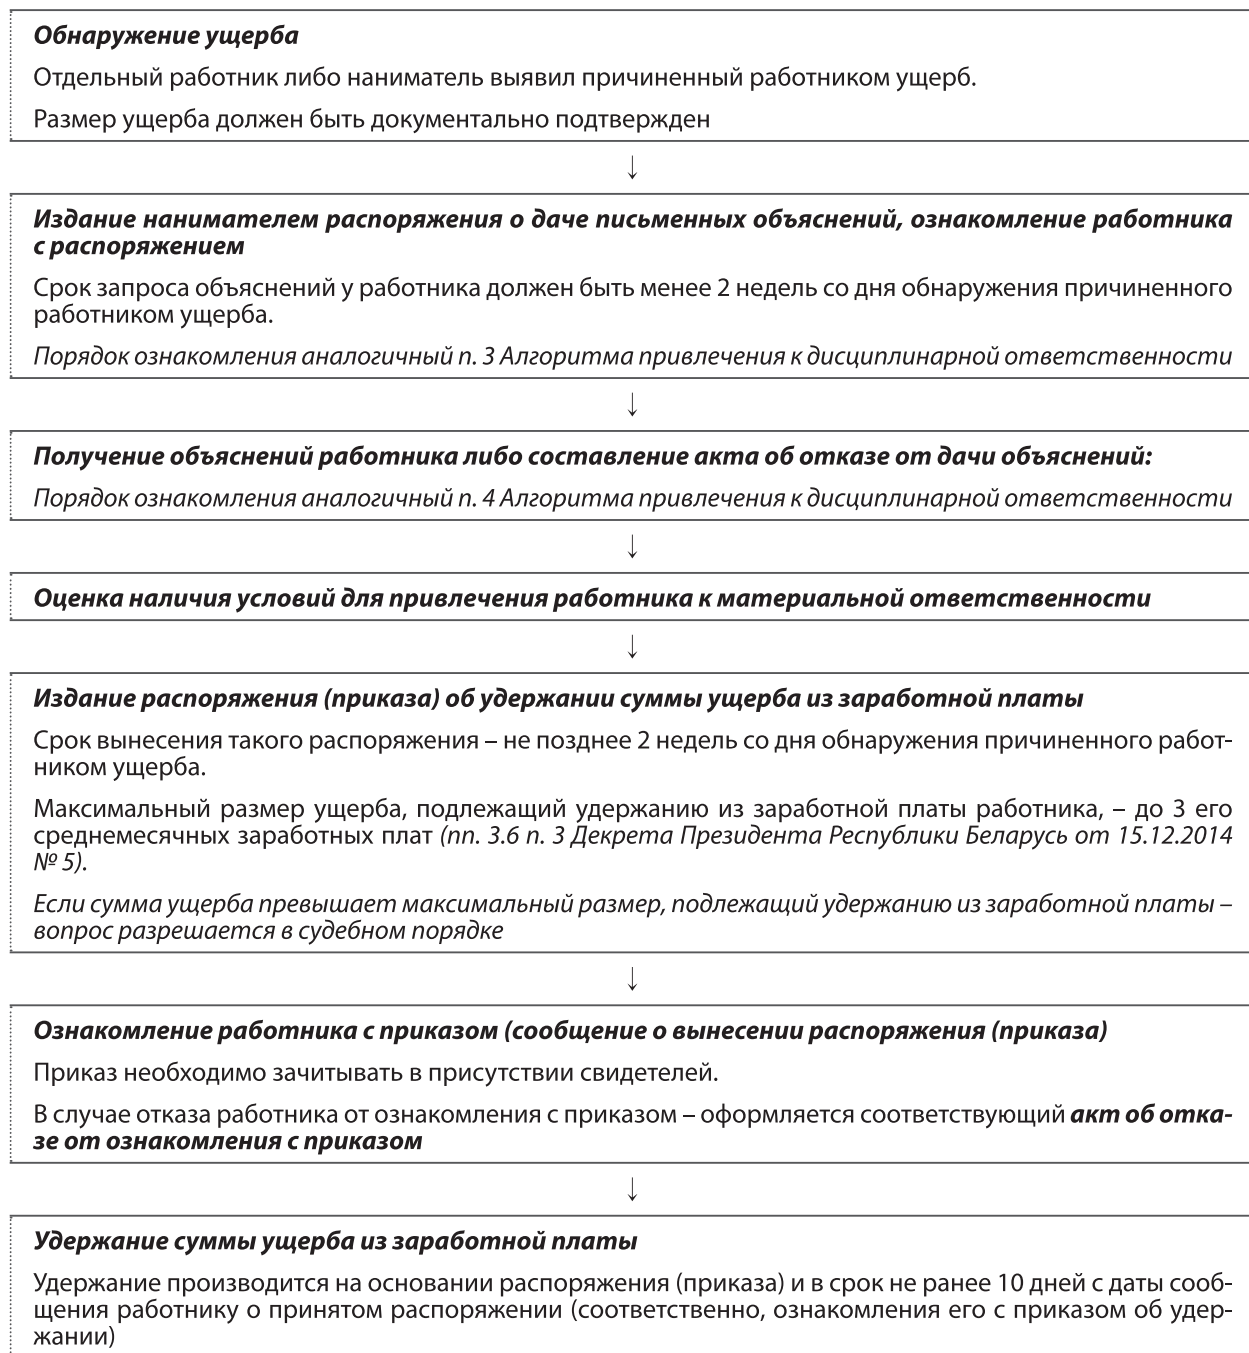 Обнаружение ущерба
Отдельный работник либо наниматель выявил причиненный работником ущерб.
Размер ущерба должен быть документально подтвержден
↓
Издание нанимателем распоряжения о даче письменных объяснений, ознакомление работника
с распоряжением
Срок запроса объяснений у работника должен быть менее 2 недель со дня обнаружения причиненного
работником ущерба.
Порядок ознакомления аналогичный п. 3 Алгоритма привлечения к дисциплинарной ответственности
↓
Получение объяснений работника либо составление акта об отказе от дачи объяснений:
Порядок ознакомления аналогичный п. 4 Алгоритма привлечения к дисциплинарной ответственности
↓
Оценка наличия условий для привлечения работника к материальной ответственности
↓
Издание распоряжения (приказа) об удержании суммы ущерба из заработной платы
Срок вынесения такого распоряжения – не позднее 2 недель со дня обнаружения причиненного работ-
ником ущерба.
Максимальный размер ущерба, подлежащий удержанию из заработной платы работника, – до 3 его
среднемесячных заработных плат (пп. 3.6 п. 3 Декрета Президента Республики Беларусь от 15.12.2014
№ 5).
Если сумма ущерба превышает максимальный размер, подлежащий удержанию из заработной платы –
вопрос разрешается в судебном порядке
↓
Ознакомление работника с приказом (сообщение о вынесении распоряжения (приказа)
Приказ необходимо зачитывать в присутствии свидетелей.
В случае отказа работника от ознакомления с приказом – оформляется соответствующий акт об отка-
зе от ознакомления с приказом
↓
Удержание суммы ущерба из заработной платы
Удержание производится на основании распоряжения (приказа) и в срок не ранее 10 дней с даты сооб-
щения работнику о принятом распоряжении (соответственно, ознакомления его с приказом об удер-
жании)